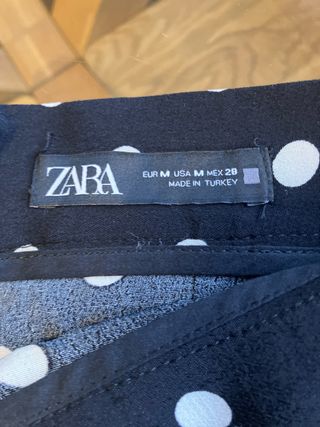 ZARA
EUR M USA M MEX 28
MADE IN TURKEY